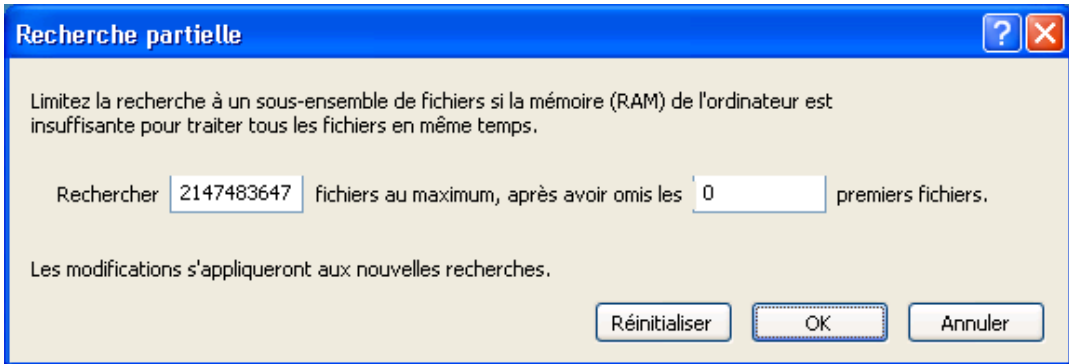 Recherche partielle
Limitez la recherche à un sous-ensemble de fichiers si la mémoire (RAM) de l'ordinateur est
insuffisante pour traiter tous les fichiers en même temps.
Rechercher 2147483647 fichiers au maximum, après avoir omis les 0 premiers fichiers.
Les modifications s'appliqueront aux nouvelles recherches.
Réinitialiser OK Annuler